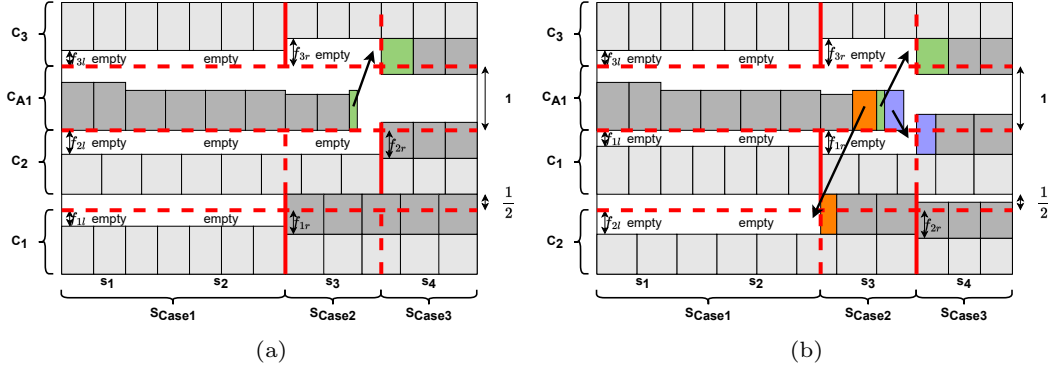 c3
f3l empty empty
f3r empty
cA1
1
f2l empty empty empty
f2r
c2
1/2
f1l empty empty
f1r
c1
s1 s2 s3 s4
SCase1 SCase2 SCase3
(a)
c3
f3l empty empty
f3r empty
cA1
1
f1l empty empty
f1r empty
c1
1/2
f2l empty empty
f2r
c2
s1 s2 s3 s4
SCase1 SCase2 SCase3
(b)